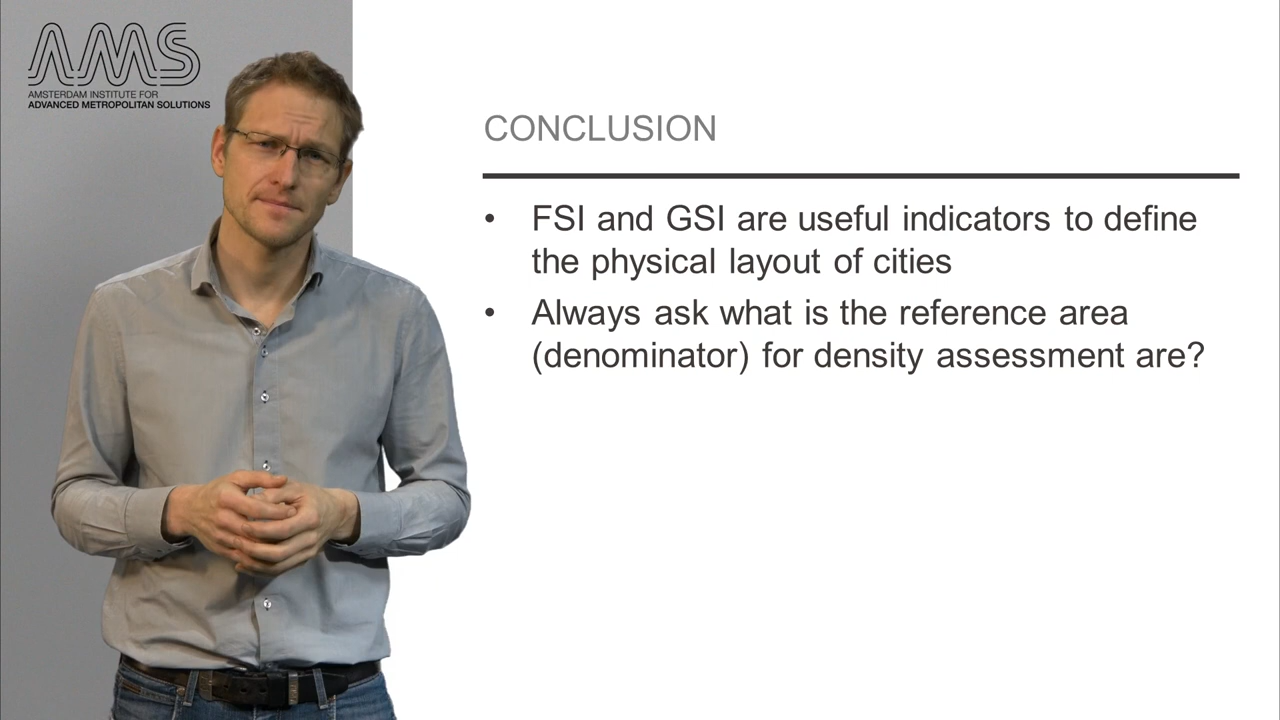 AMS
AMSTERDAM INSTITUTE FOR
ADVANCED METROPOLITAN SOLUTIONS
CONCLUSION
• FSI and GSI are useful indicators to define
the physical layout of cities
• Always ask what is the reference area
(denominator) for density assessment are?